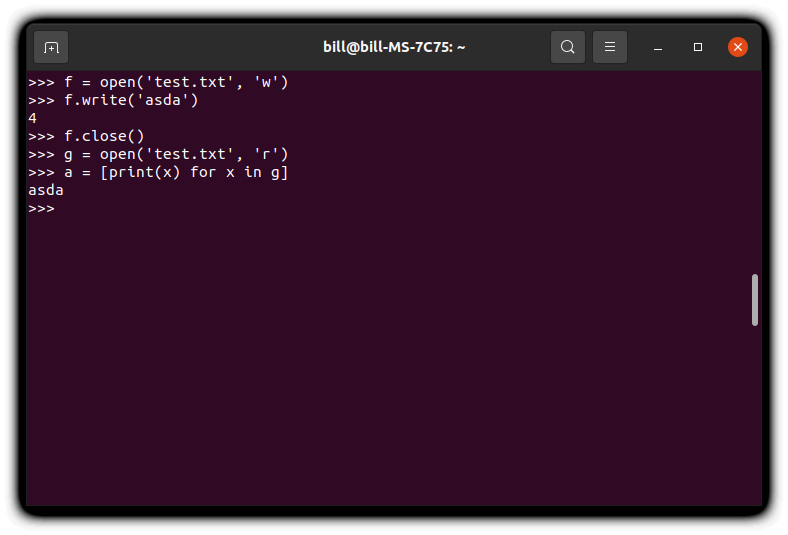 bill@bill-MS-7C75: ~
>>> f = open('test.txt', 'w')
>>> f.write('asda')
4
>>> f.close()
>>> g = open('test.txt', 'r')
>>> a = [print(x) for x in g]
asda
>>>